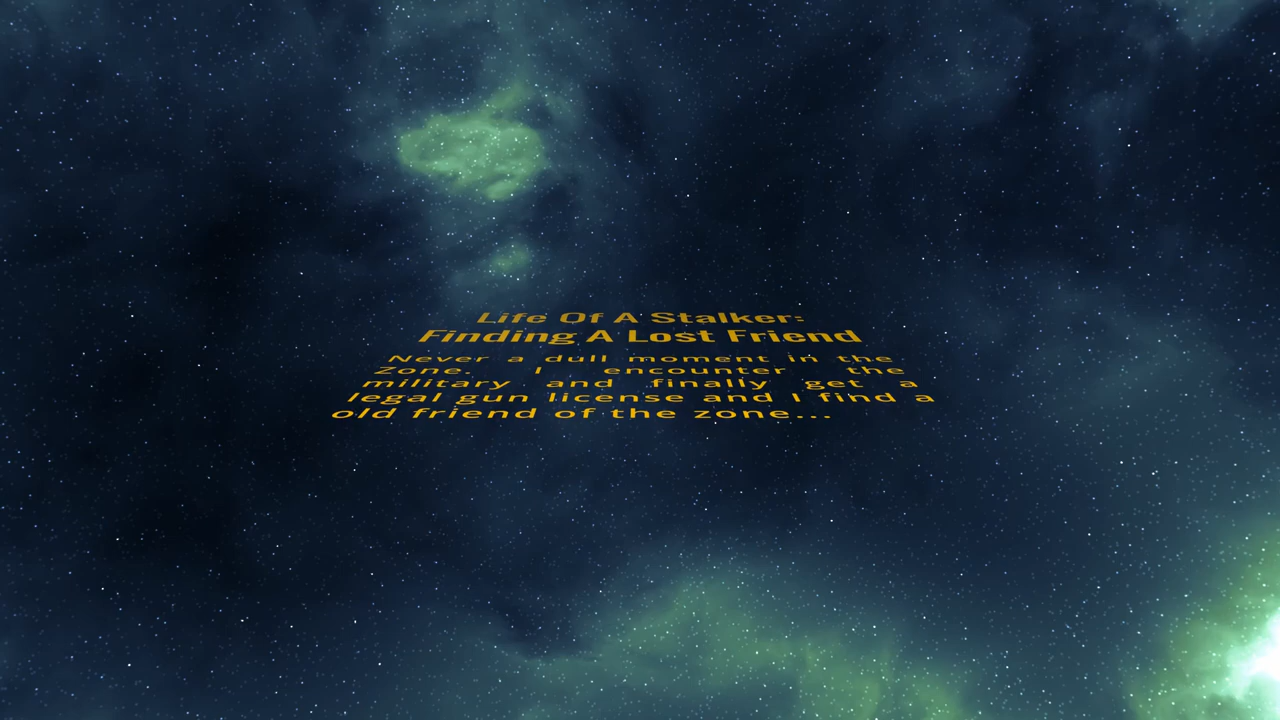 Life Of A Stalker:
Finding A Lost Friend
Never a dull moment in the
Zone. I encounter the
military and finally get a
legal gun license and I find a
old friend of the zone...